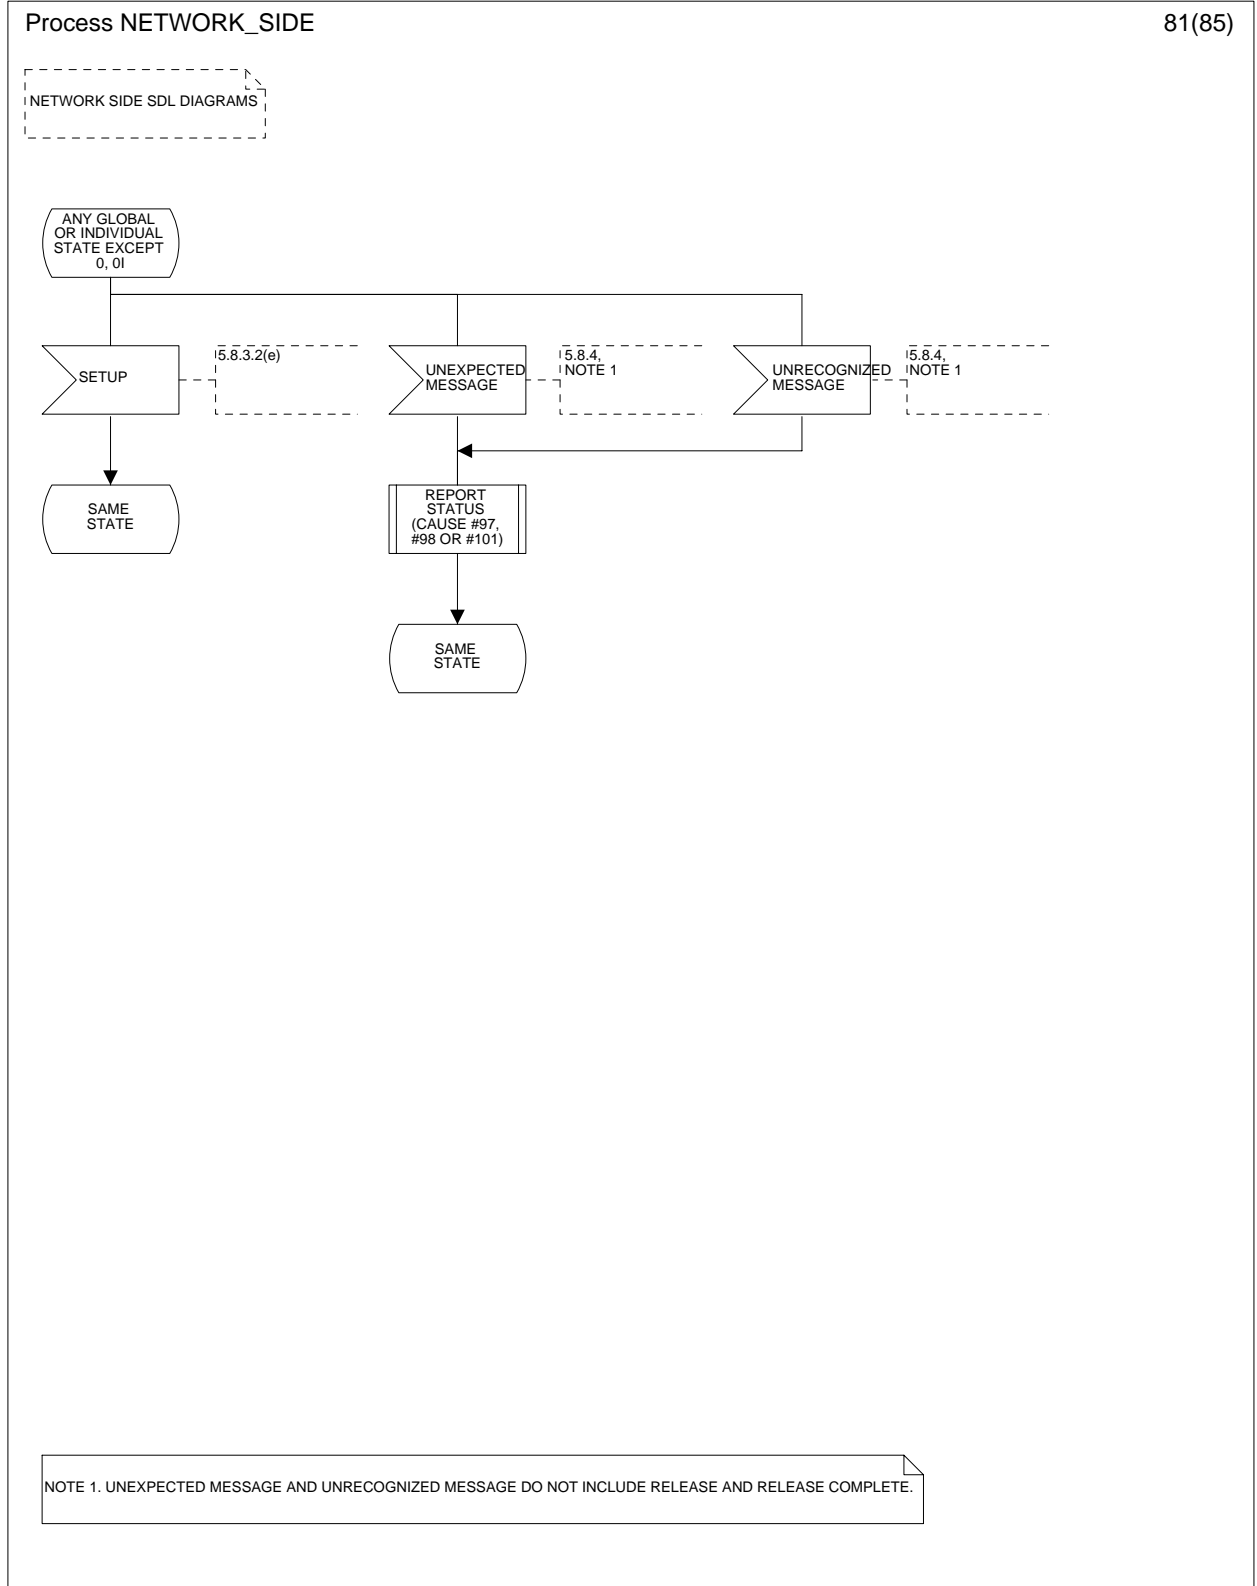 Process NETWORK_SIDE
81(85)
NETWORK SIDE SDL DIAGRAMS
ANY GLOBAL
OR INDIVIDUAL
STATE EXCEPT
0, 0I
SETUP
5.8.3.2(e)
UNEXPECTED
MESSAGE
5.8.4,
NOTE 1
UNRECOGNIZED
MESSAGE
5.8.4,
NOTE 1
SAME
STATE
REPORT
STATUS
(CAUSE #97,
#98 OR #101)
SAME
STATE
NOTE 1. UNEXPECTED MESSAGE AND UNRECOGNIZED MESSAGE DO NOT INCLUDE RELEASE AND RELEASE COMPLETE.